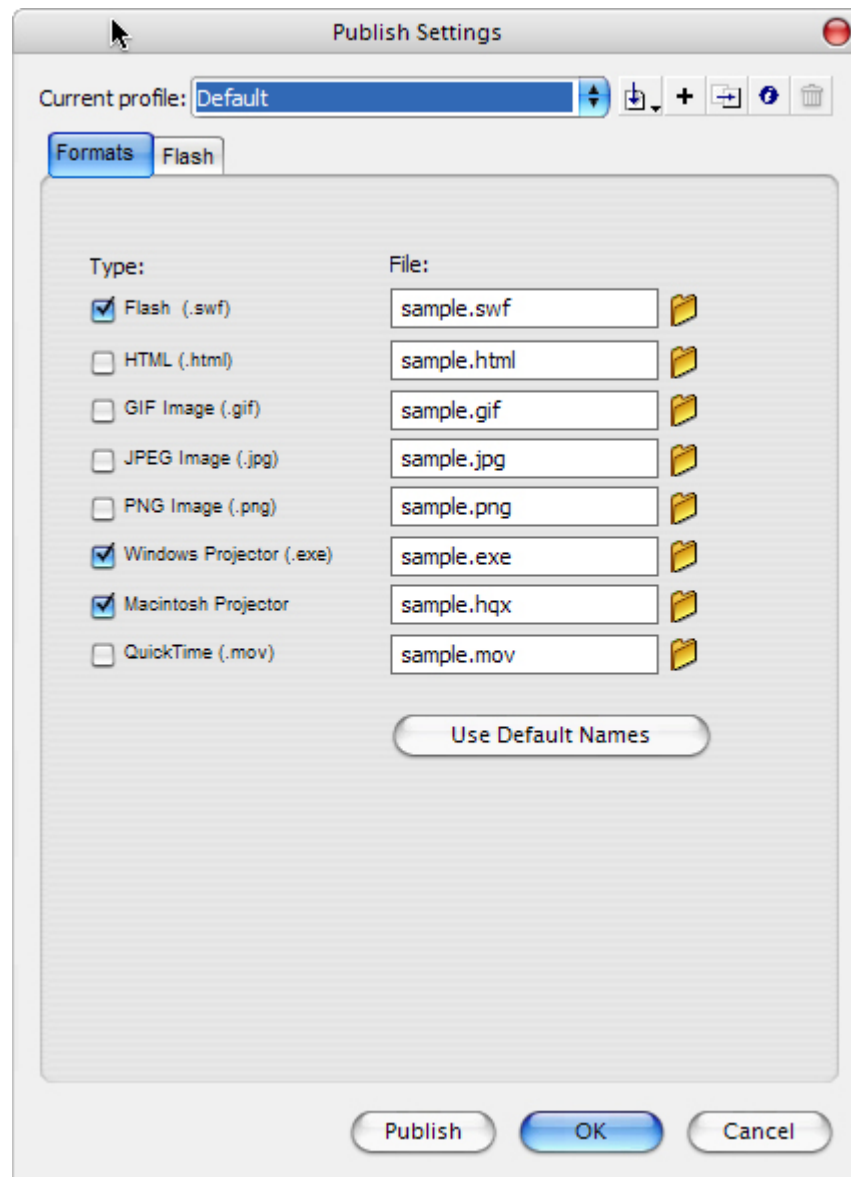 Publish Settings
Current profile: Default
Formats Flash
Type: File:
Flash (.swf) sample.swf
HTML (.html) sample.html
GIF Image (.gif) sample.gif
JPEG Image (.jpg) sample.jpg
PNG Image (.png) sample.png
Windows Projector (.exe) sample.exe
Macintosh Projector sample.hqx
QuickTime (.mov) sample.mov
Use Default Names
Publish OK Cancel